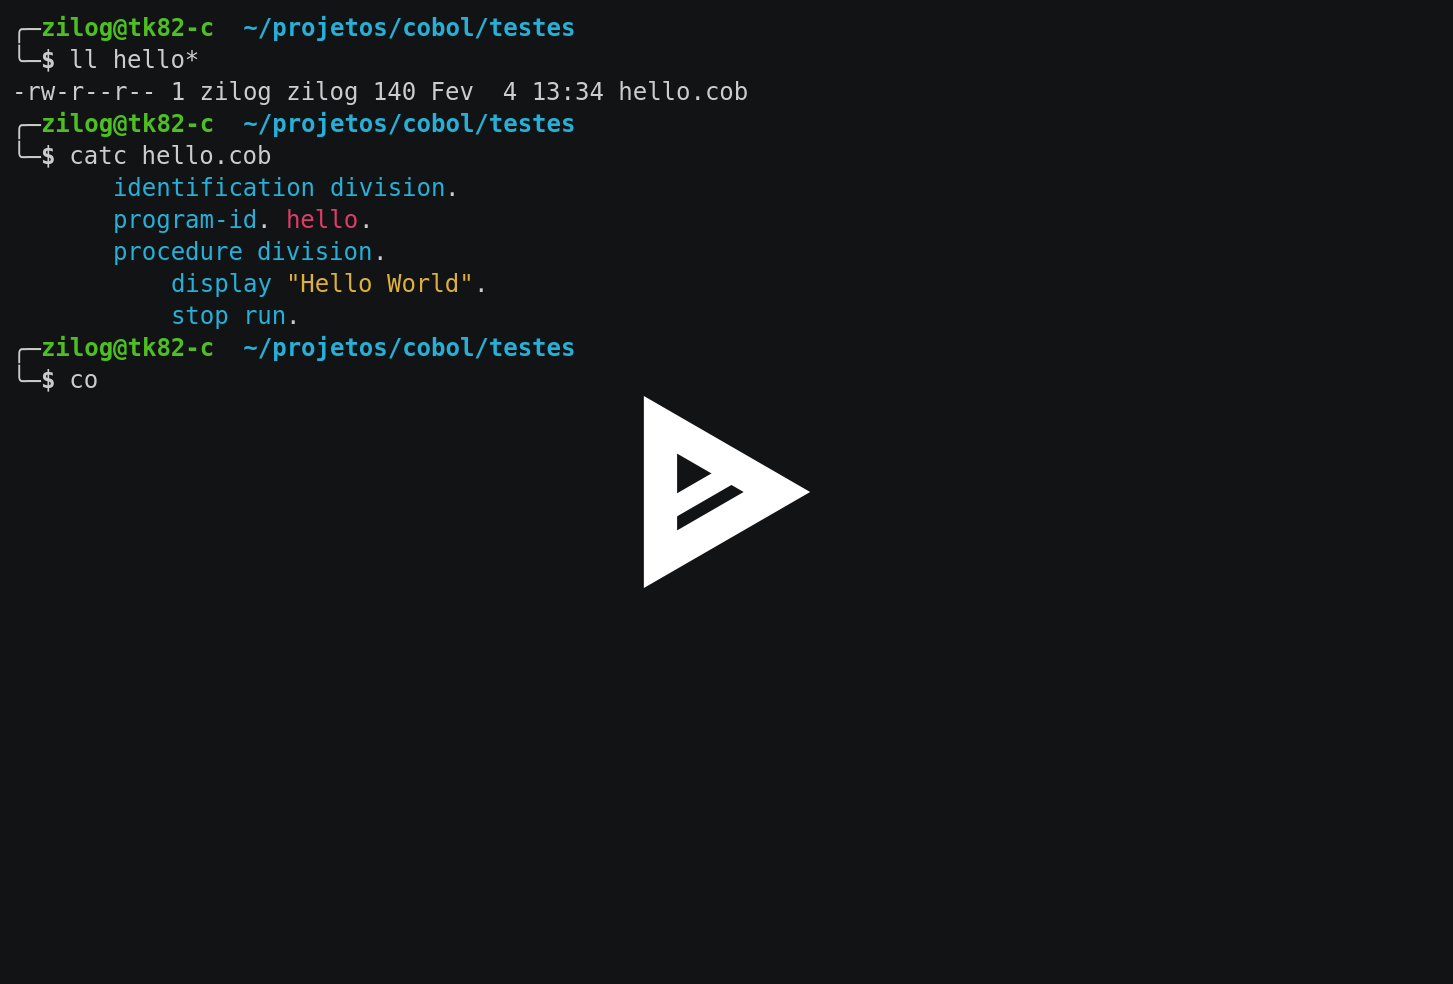 ╭─zilog@tk82-c  ~/projetos/cobol/testes
╰─$ ll hello*
-rw-r--r-- 1 zilog zilog 140 Fev  4 13:34 hello.cob
╭─zilog@tk82-c  ~/projetos/cobol/testes
╰─$ catc hello.cob
       identification division.
       program-id. hello.
       procedure division.
           display "Hello World".
           stop run.
╭─zilog@tk82-c  ~/projetos/cobol/testes
╰─$ co